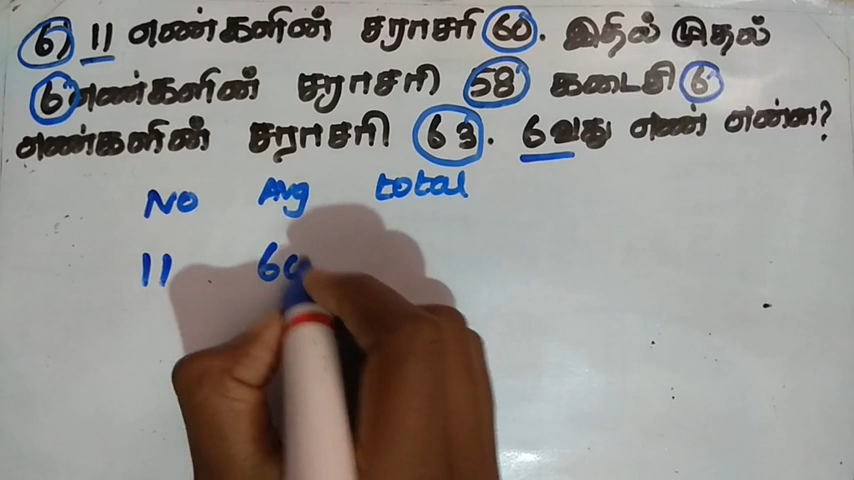 6) 11 எண்களின் சராசரி 60. இதில் முதல்
6 எண்களின் சராசரி 58 கடைசி 6
எண்களின் சராசரி 63. 6வது எண் என்ன?
No Avg total
11 60